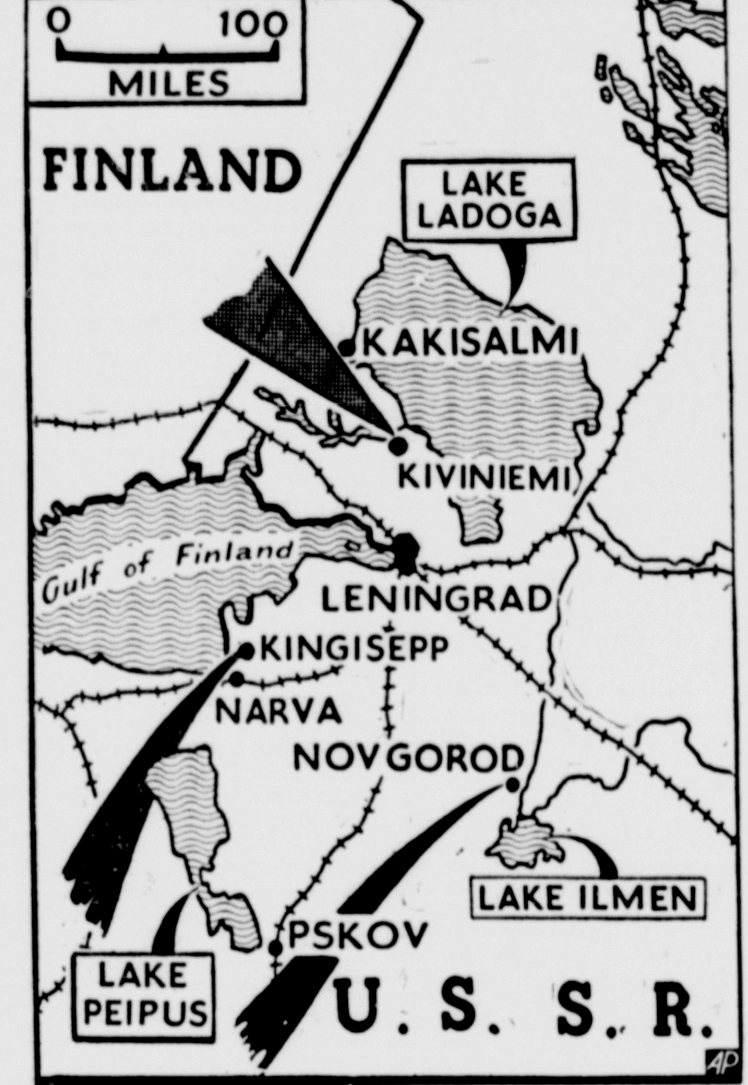 0 100
MILES
FINLAND
LAKE
LADOGA
KAKISALMI
KIVINIEMI
Gulf of Finland
LENINGRAD
KINGISEPP
NARVA
NOVGOROD
LAKE ILMEN
PSKOV
LAKE
PEIPUS
U. S. S. R.
AP